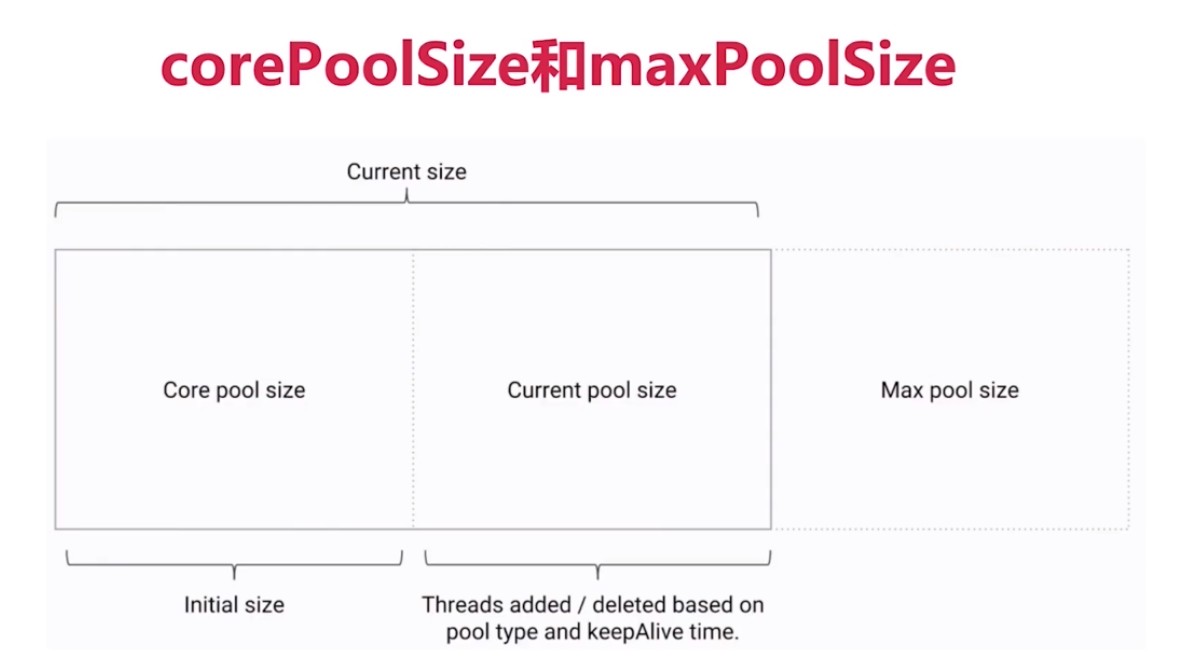 corePoolSize和maxPoolSize
Current size
Core pool size
Current pool size
Max pool size
Initial size
Threads added / deleted based on
pool type and keepAlive time.